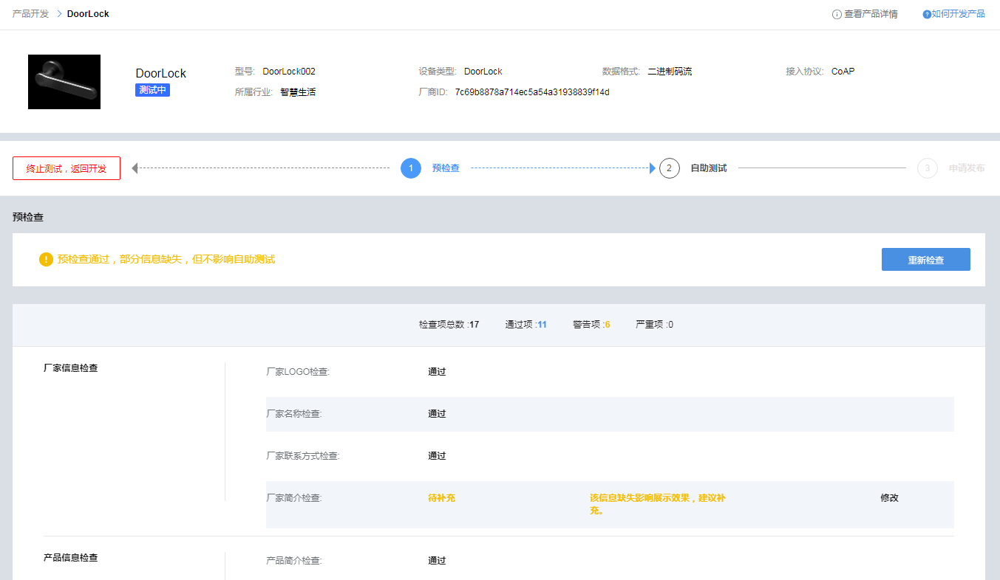 产品开发 > DoorLock
查看产品详情
如何开发产品
DoorLock
测试中
型号: DoorLock002
设备类型: DoorLock
数据格式: 二进制码流
接入协议: CoAP
所属行业: 智慧生活
厂商ID: 7c69b8878a714ec5a54a31938839f14d
终止测试，返回开发
1 预检查
2 自助测试
3 申请发布
预检查
预检查通过，部分信息缺失，但不影响自助测试
重新检查
检查项总数 :17
通过项 :11
警告项 :6
严重项 :0
厂家信息检查
厂家LOGO检查: 通过
厂家名称检查: 通过
厂家联系方式检查: 通过
厂家简介检查: 待补充
该信息缺失影响展示效果，建议补
充。
修改
产品信息检查
产品简介检查: 通过